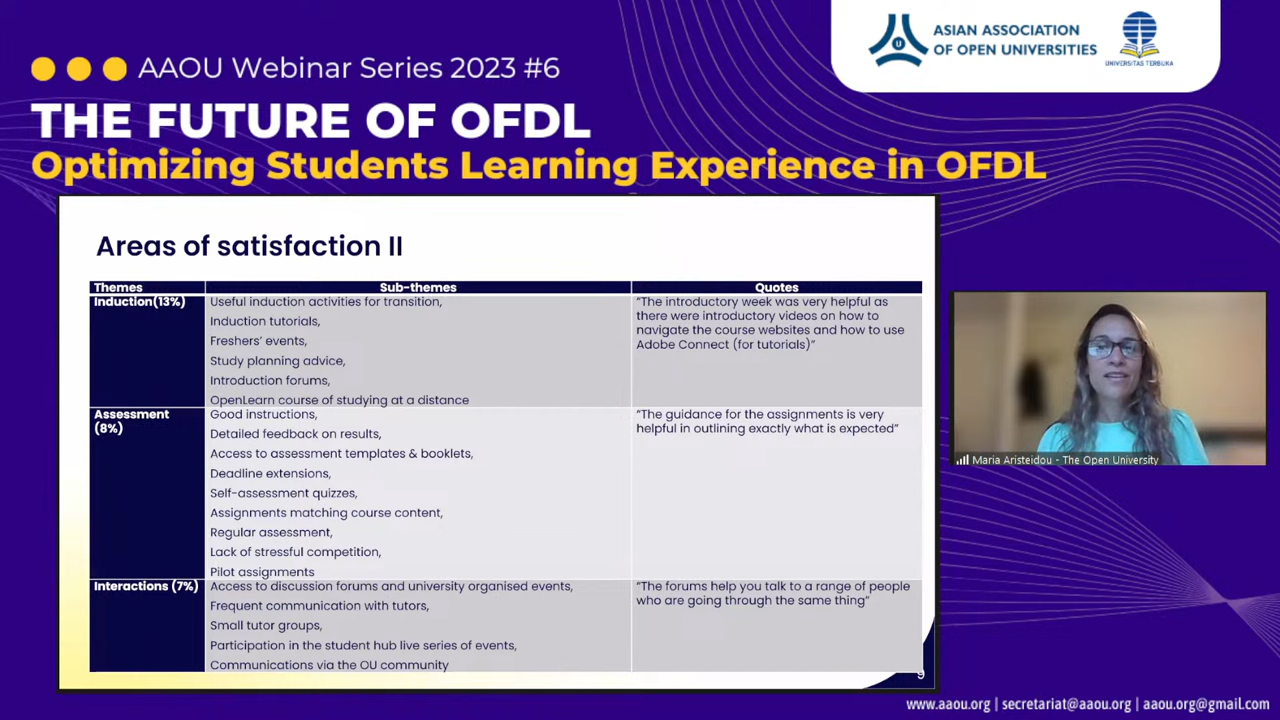 ASIAN ASSOCIATION
OF OPEN UNIVERSITIES
U
UNIVERSITAS TERBUKA
AAOU Webinar Series 2023 #6
THE FUTURE OF OFDL
Optimizing Students Learning Experience in OFDL
Areas of satisfaction II
Themes
Sub-themes
Quotes
Induction(13%)
Useful induction activities for transition,
Induction tutorials,
Freshers’ events,
Study planning advice,
Introduction forums,
OpenLearn course of studying at a distance
“The introductory week was very helpful as
there were introductory videos on how to
navigate the course websites and how to use
Adobe Connect (for tutorials)”
Assessment
(8%)
Good instructions,
Detailed feedback on results,
Access to assessment templates & booklets,
Deadline extensions,
Self-assessment quizzes,
Assignments matching course content,
Regular assessment,
Lack of stressful competition,
Pilot assignments
“The guidance for the assignments is very
helpful in outlining exactly what is expected”
Interactions (7%)
Access to discussion forums and university organised events,
Frequent communication with tutors,
Small tutor groups,
Participation in the student hub live series of events,
Communications via the OU community
“The forums help you talk to a range of people
who are going through the same thing”
9
Maria Aristeidou - The Open University
www.aaou.org | secretariat@aaou.org | aaou.org@gmail.com